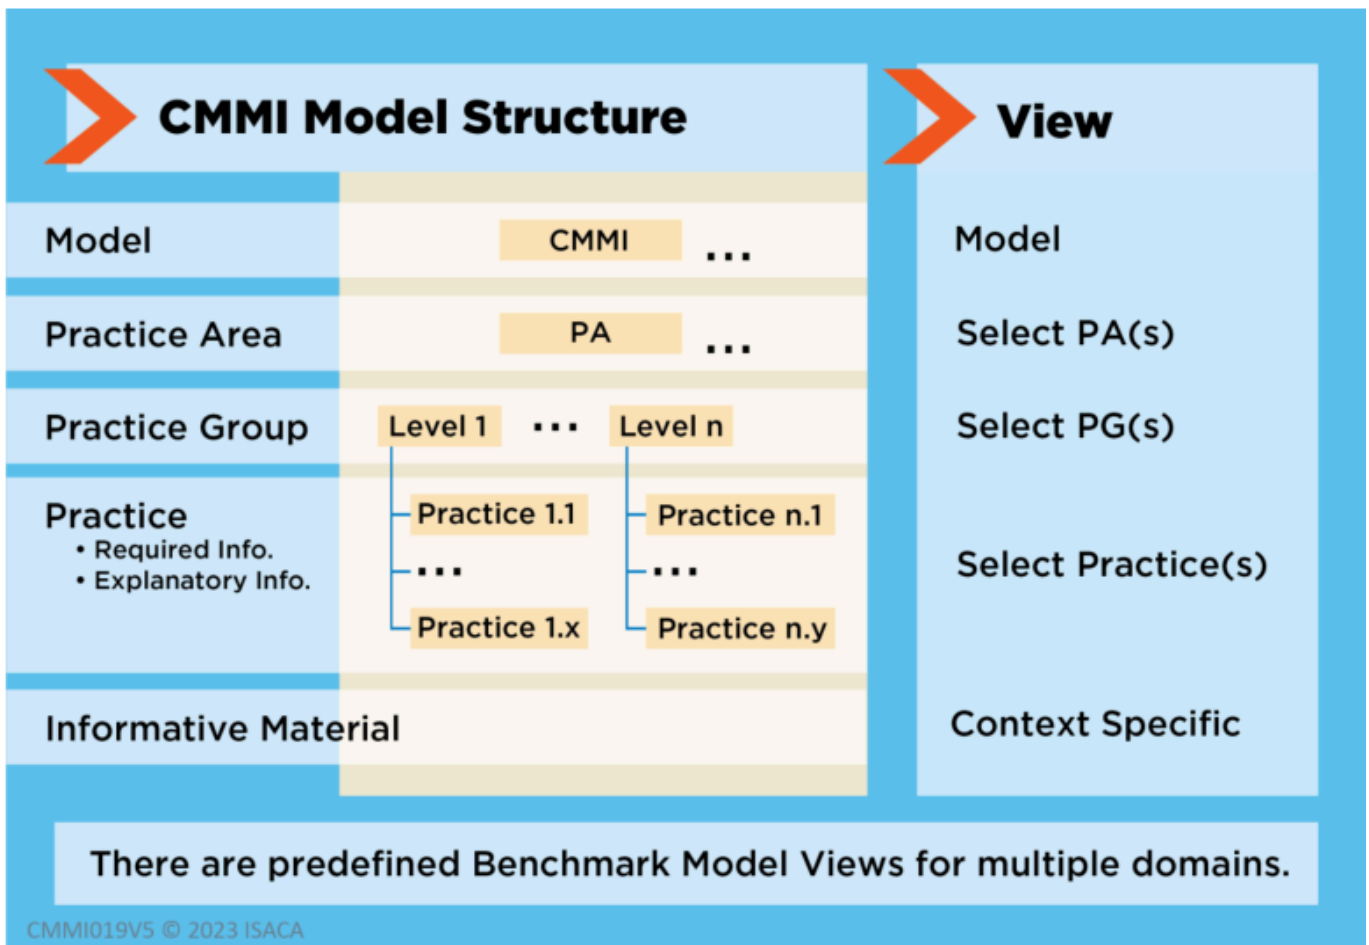 CMMI Model Structure
View
Model
CMMI
...
Model
Practice Area
PA
...
Select PA(s)
Practice Group
Level 1
...
Level n
Select PG(s)
Practice
• Required Info.
• Explanatory Info.
Practice 1.1
...
Practice 1.x
Practice n.1
...
Practice n.y
Select Practice(s)
Informative Material
Context Specific
There are predefined Benchmark Model Views for multiple domains.
CMMI019V5 © 2023 ISACA